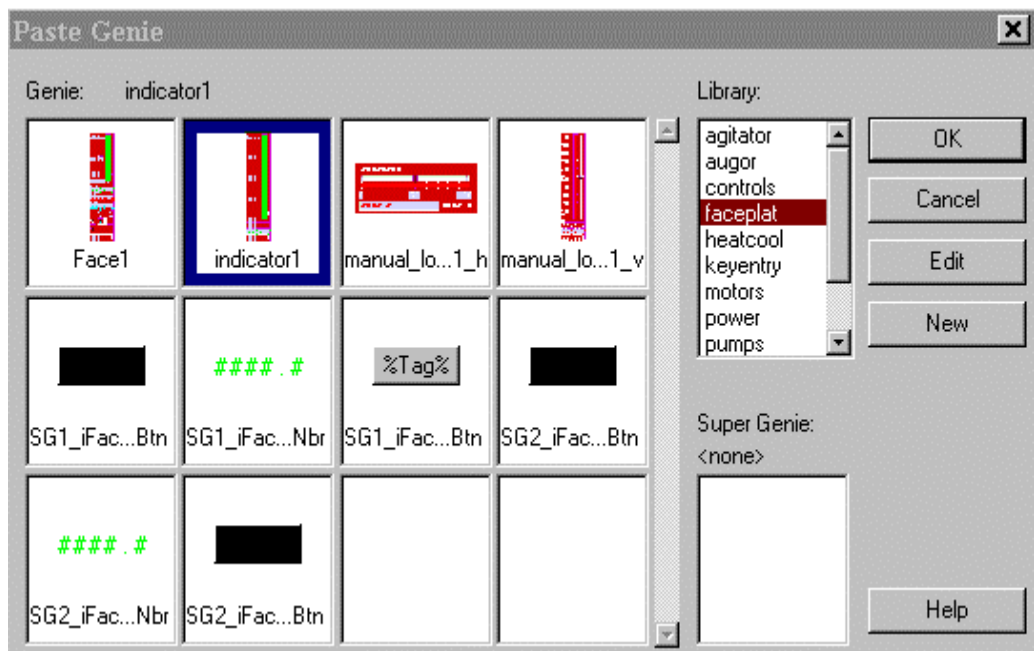 Paste Genie
Genie: indicator1
Library:
Face1
indicator1
manual_lo...1_h
manual_lo...1_v
agitator
augor
controls
faceplat
heatcool
keyentry
motors
power
pumps
OK
Cancel
Edit
New
####.#
%Tag%
SG1_iFac...Btn
SG1_iFac...Nbr
SG1_iFac...Btn
SG2_iFac...Btn
Super Genie:
<none>
####.#
SG2_iFac...Nbr
SG2_iFac...Btn
Help